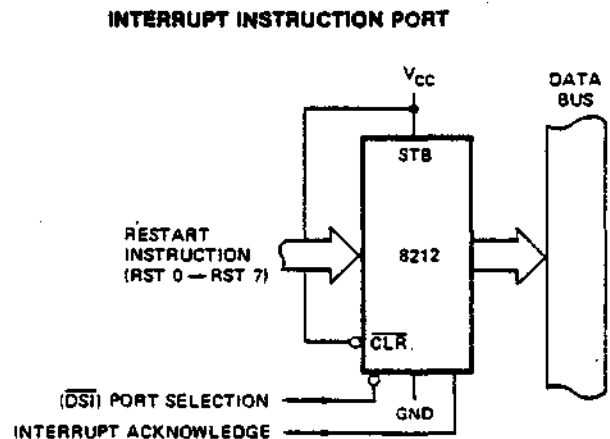 INTERRUPT INSTRUCTION PORT
VCC
DATA
BUS
STB
RESTART
INSTRUCTION
(RST 0 — RST 7)
8212
CLR
(DSI) PORT SELECTION
GND
INTERRUPT ACKNOWLEDGE